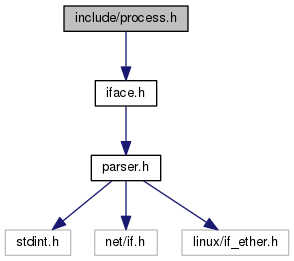 include/process.h
iface.h
parser.h
stdint.h
net/if.h
linux/if_ether.h